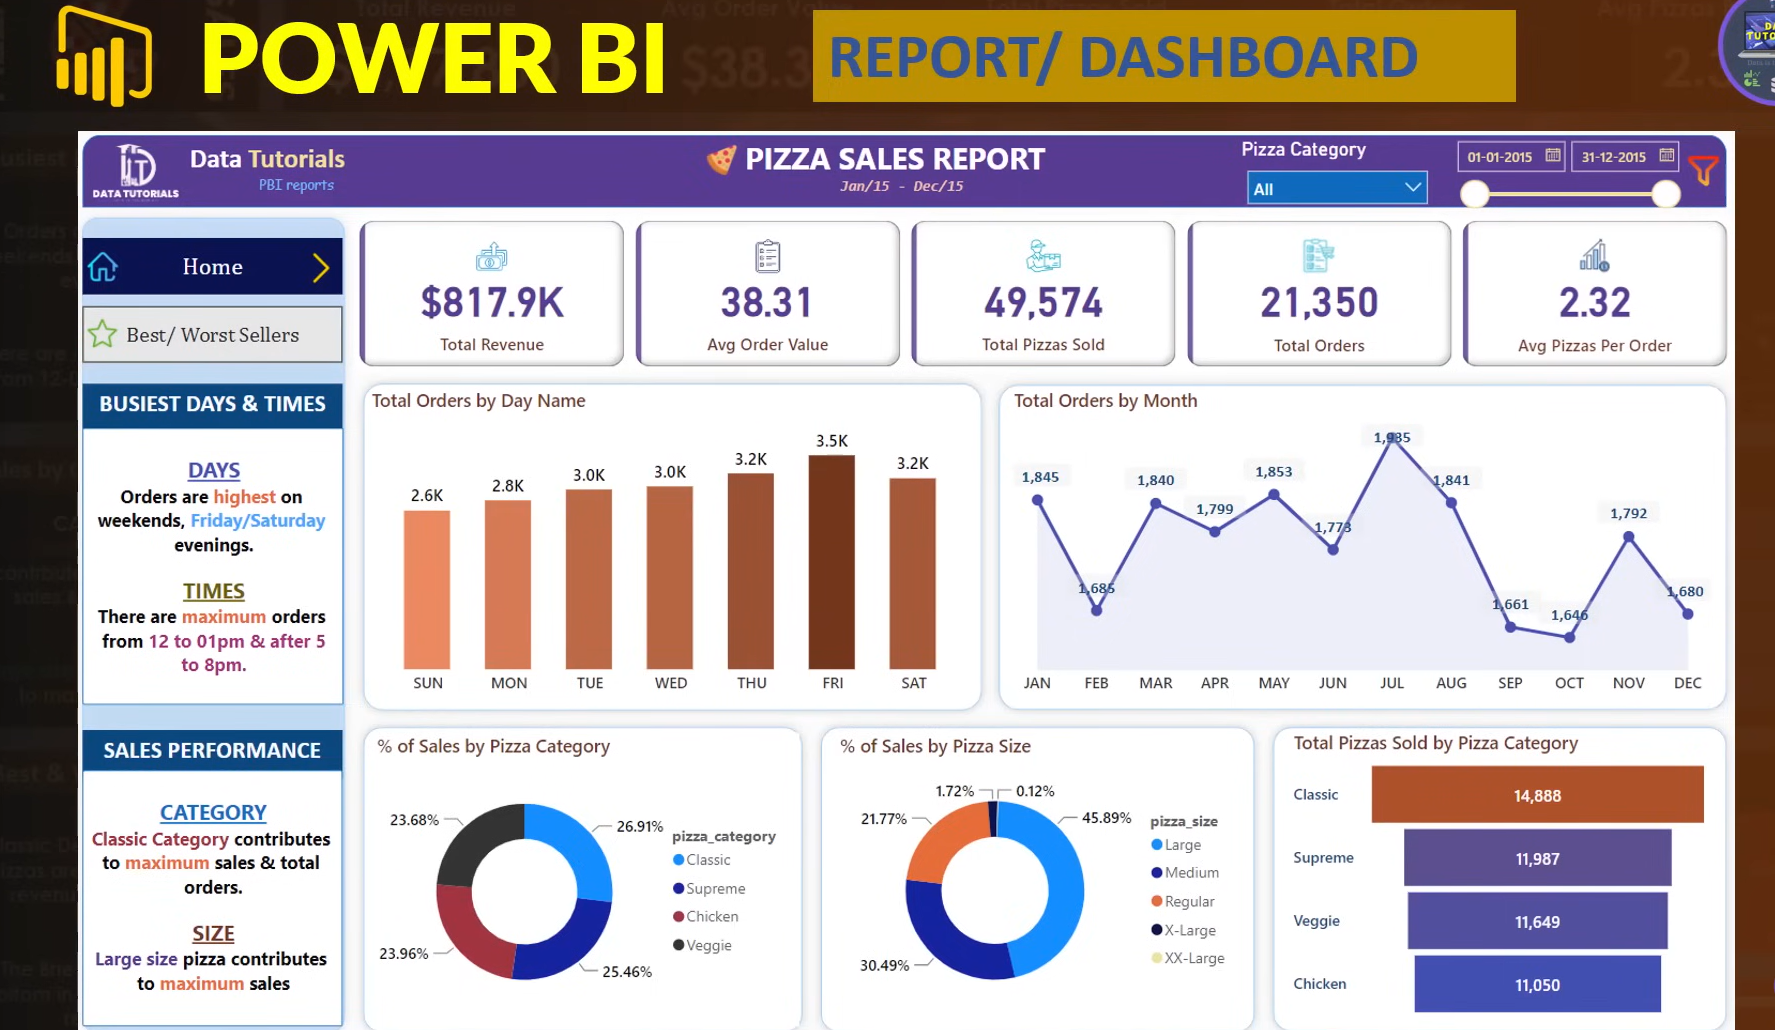 POWER BI
REPORT/ DASHBOARD
DATA TUTORIALS
Data Tutorials
PBI reports
PIZZA SALES REPORT
Jan/15 - Dec/15
Pizza Category
All
01-01-2015
31-12-2015
Home
Best/ Worst Sellers
$817.9K
Total Revenue
38.31
Avg Order Value
49,574
Total Pizzas Sold
21,350
Total Orders
2.32
Avg Pizzas Per Order
BUSIEST DAYS & TIMES
DAYS
Orders are highest on
weekends, Friday/Saturday
evenings.
TIMES
There are maximum orders
from 12 to 01pm & after 5
to 8pm.
Total Orders by Day Name
2.6K
2.8K
3.0K
3.0K
3.2K
3.5K
3.2K
SUN MON TUE WED THU FRI SAT
Total Orders by Month
1,845
1,685
1,840
1,799
1,853
1,773
1,935
1,841
1,661
1,646
1,792
1,680
JAN FEB MAR APR MAY JUN JUL AUG SEP OCT NOV DEC
SALES PERFORMANCE
CATEGORY
Classic Category contributes
to maximum sales & total
orders.
SIZE
Large size pizza contributes
to maximum sales
% of Sales by Pizza Category
23.68%
26.91%
23.96%
25.46%
pizza_category
Classic
Supreme
Chicken
Veggie
% of Sales by Pizza Size
1.72%
0.12%
21.77%
45.89%
30.49%
pizza_size
Large
Medium
Regular
X-Large
XX-Large
Total Pizzas Sold by Pizza Category
Classic 14,888
Supreme 11,987
Veggie 11,649
Chicken 11,050